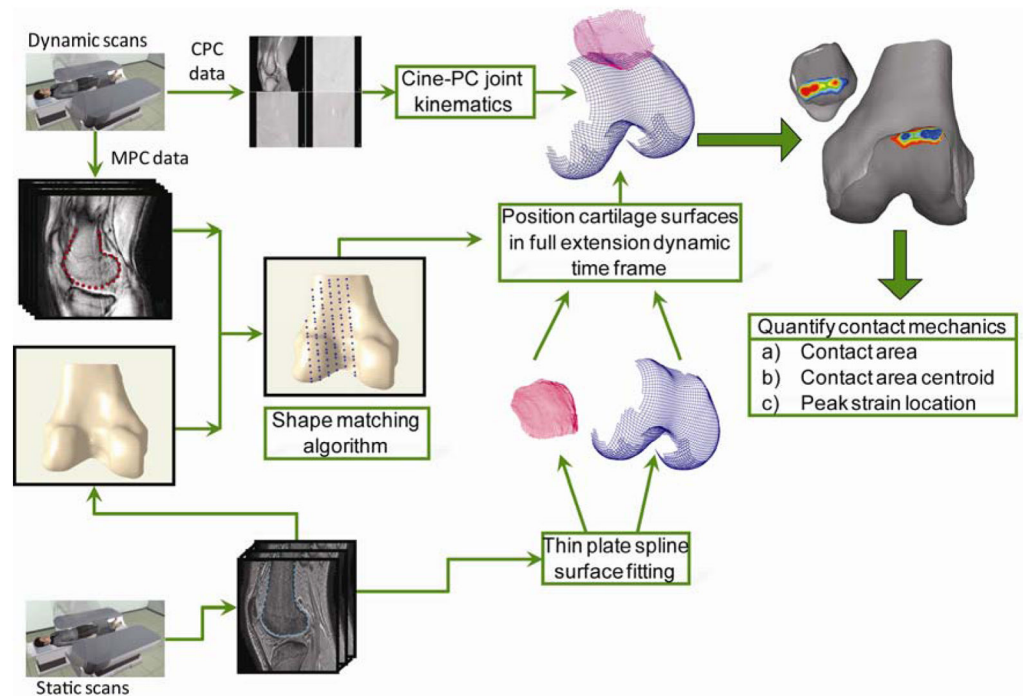 Dynamic scans
CPC
data
Cine-PC joint
kinematics
MPC data
Position cartilage surfaces
in full extension dynamic
time frame
Quantify contact mechanics
a) Contact area
b) Contact area centroid
c) Peak strain location
Shape matching
algorithm
Thin plate spline
surface fitting
Static scans